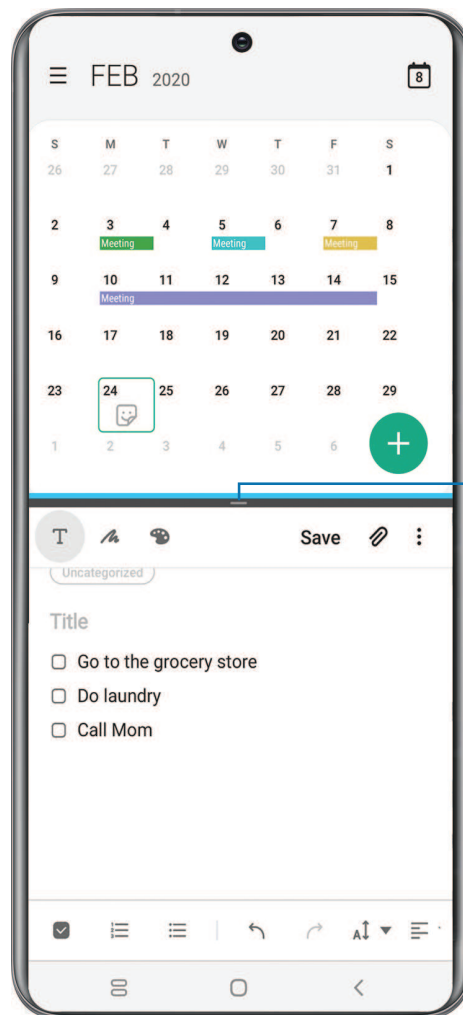 FEB 2020 8
S M T W T F S
26 27 28 29 30 31 1
2 3 4 5 6 7 8
Meeting Meeting Meeting
9 10 11 12 13 14 15
Meeting
16 17 18 19 20 21 22
23 24 25 26 27 28 29
1 2 3 4 5 6
T Save
Uncategorized
Title
Go to the grocery store
Do laundry
Call Mom
A